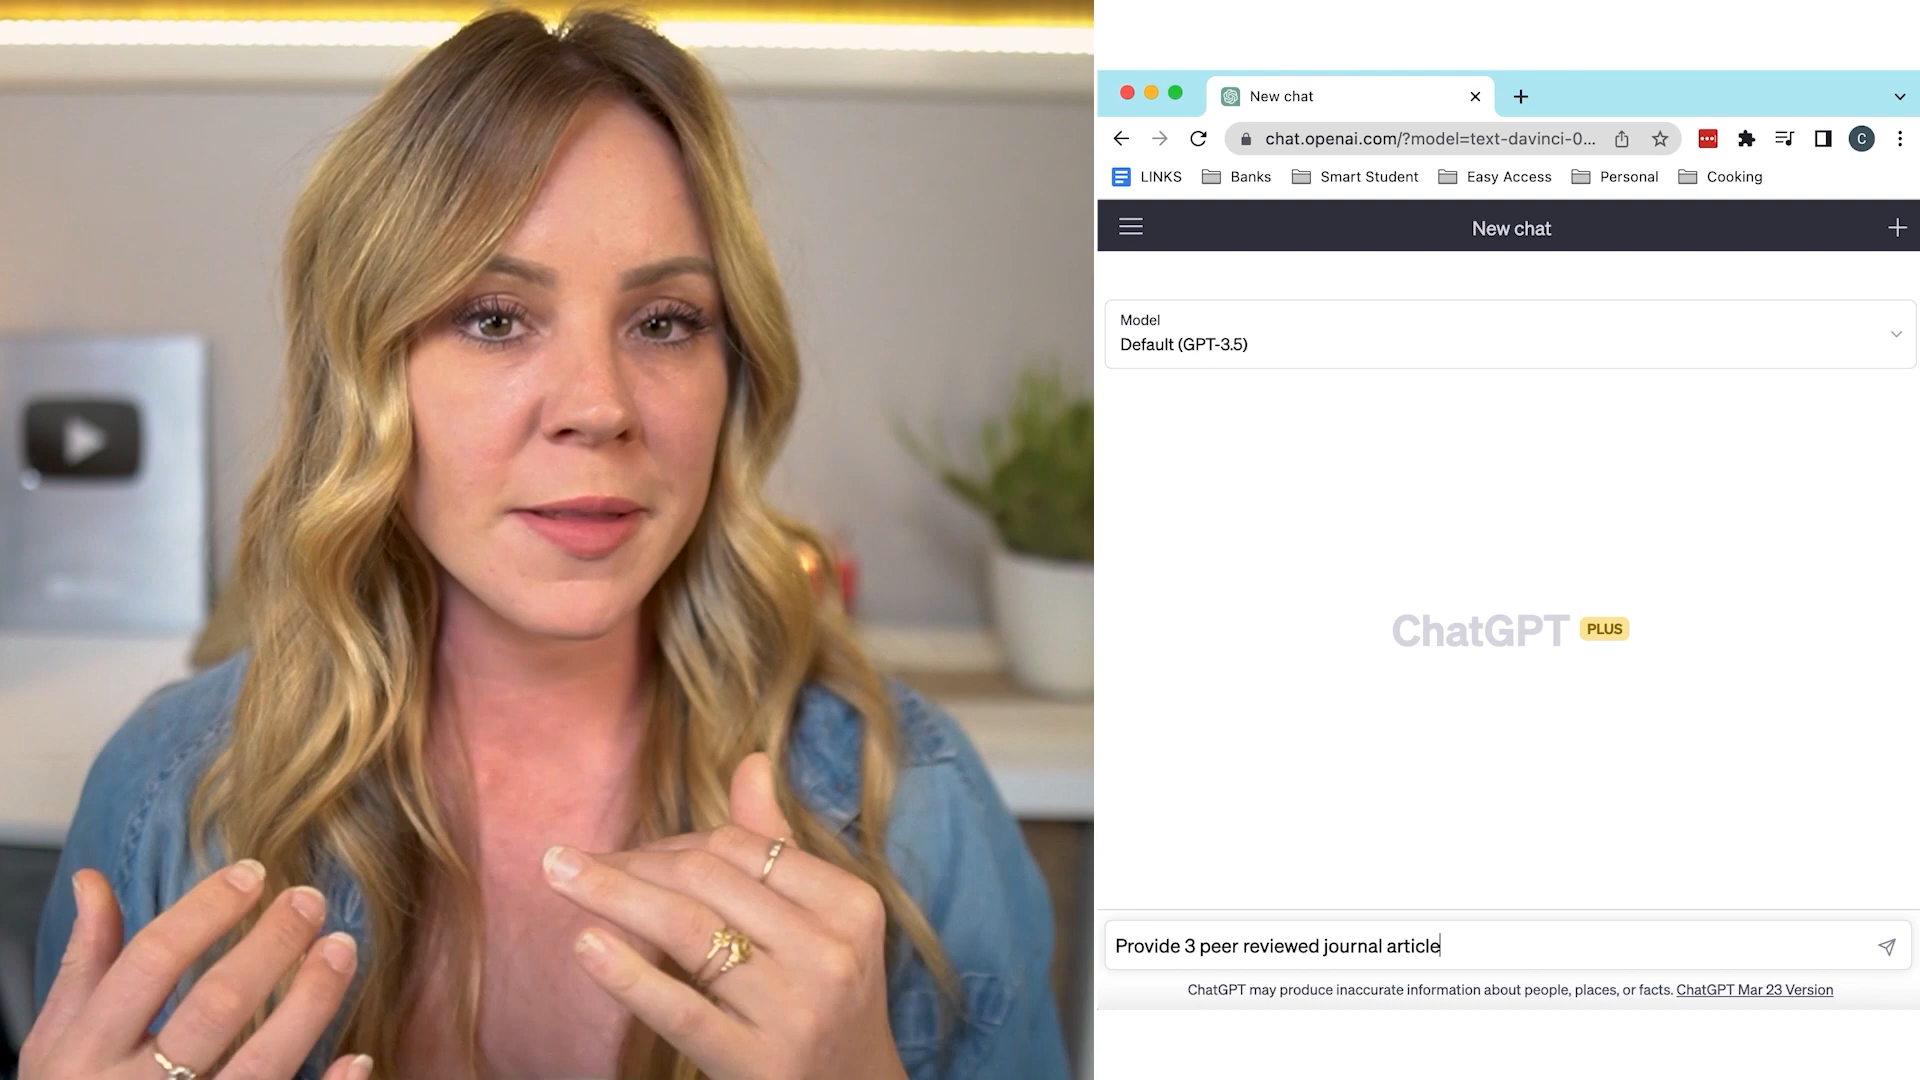 New chat
chat.openai.com/?model=text-davinci-0...
C
LINKS
Banks
Smart Student
Easy Access
Personal
Cooking
New chat
Model
Default (GPT-3.5)
ChatGPT PLUS
Provide 3 peer reviewed journal article
ChatGPT may produce inaccurate information about people, places, or facts. ChatGPT Mar 23 Version